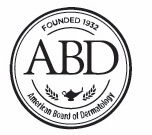 FOUNDED 1932
ABD
American Board of Dermatology